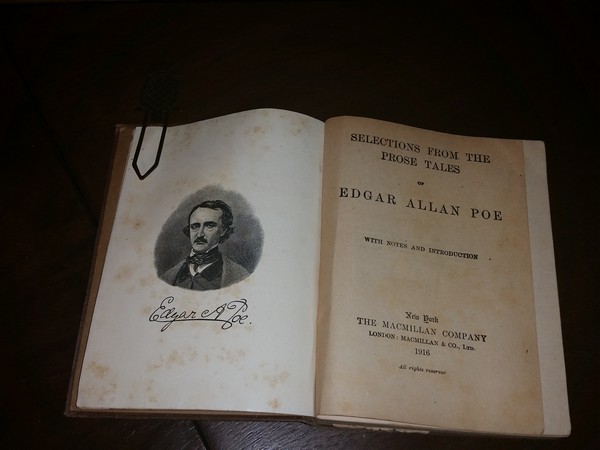 Edgar A Poe.
SELECTIONS FROM THE
PROSE TALES
OF
EDGAR ALLAN POE
WITH NOTES AND INTRODUCTION
New York
THE MACMILLAN COMPANY
LONDON: MACMILLAN & CO., LTD.
1916
All rights reserved